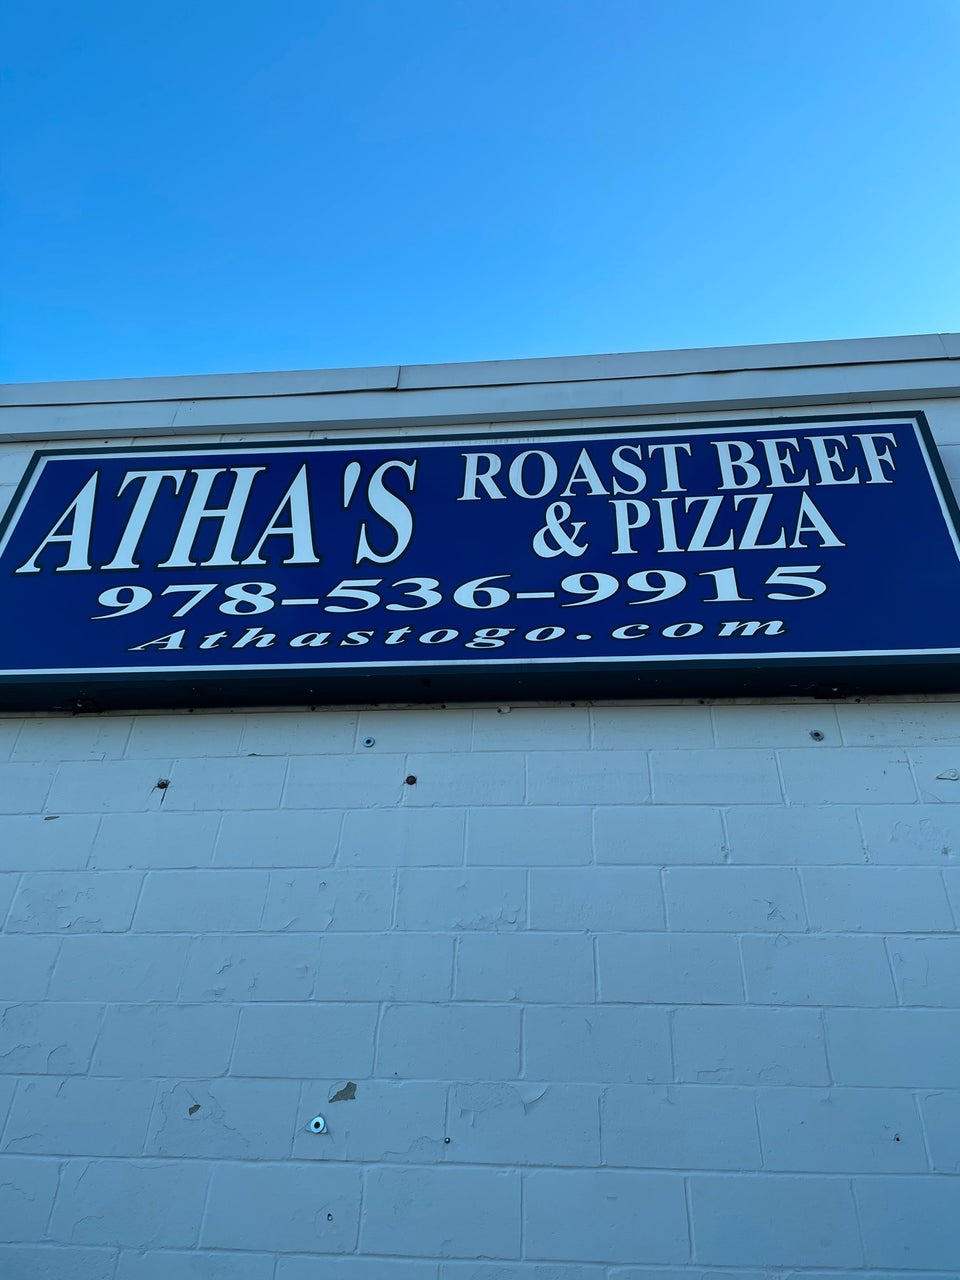 ATHA'S ROAST BEEF
& PIZZA
978-536-9915
Athastogo.com